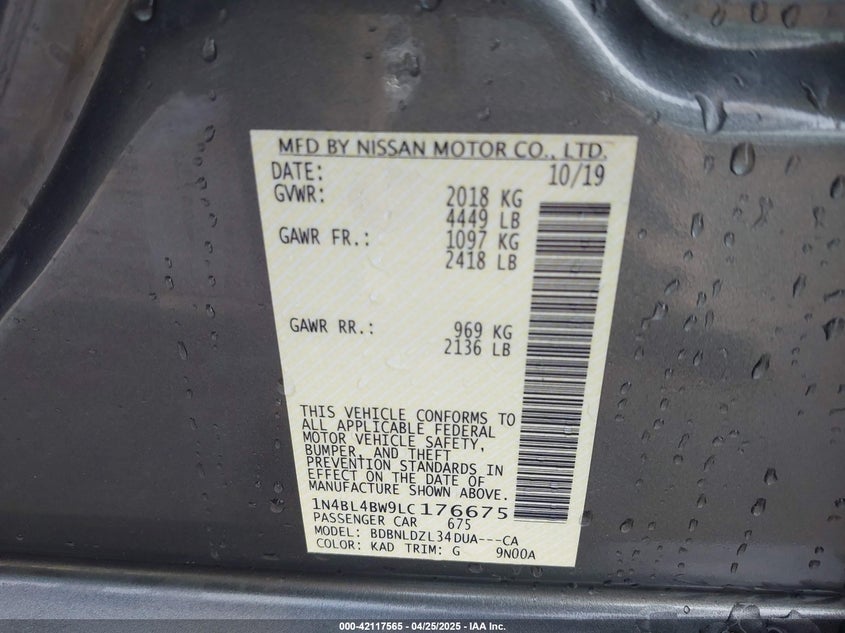 MFD BY NISSAN MOTOR CO., LTD.
DATE: 10/19
GVWR: 2018 KG
4449 LB
GAWR FR.: 1097 KG
2418 LB
GAWR RR.: 969 KG
2136 LB
THIS VEHICLE CONFORMS TO
ALL APPLICABLE FEDERAL
MOTOR VEHICLE SAFETY,
BUMPER, AND THEFT
PREVENTION STANDARDS IN
EFFECT ON THE DATE OF
MANUFACTURE SHOWN ABOVE.
1N4BL4BW9LC176675
PASSENGER CAR 675
MODEL: BDBNLDZL34DUA---CA
COLOR: KAD TRIM: G 9N00A
000-42117565 - 04/25/2025 - IAA Inc.